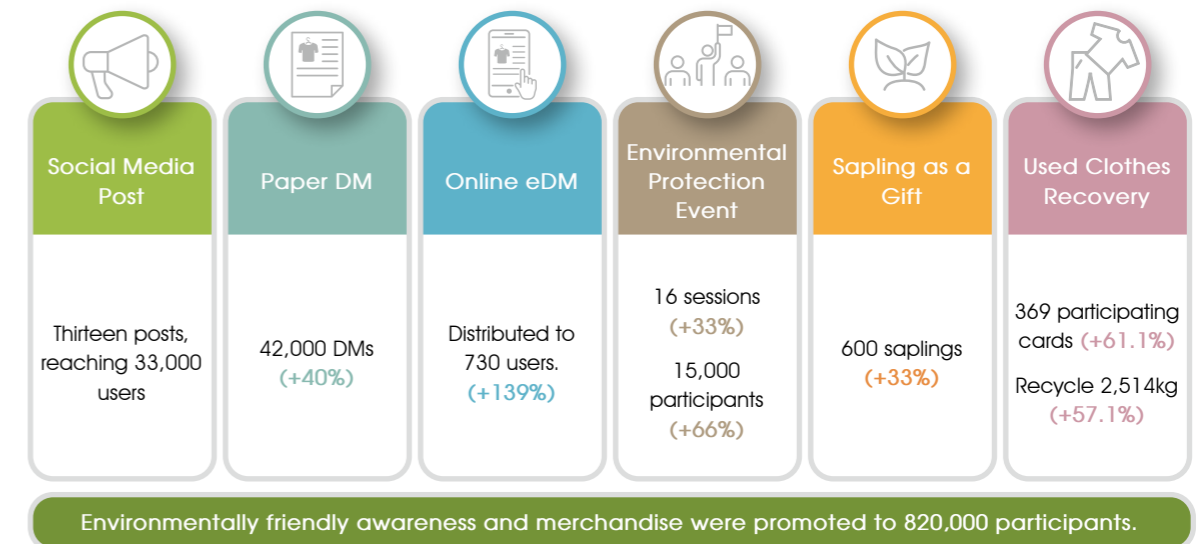 Social Media
Post
Thirteen posts,
reaching 33,000
users
Paper DM
42,000 DMs
(+40%)
Online eDM
Distributed to
730 users.
(+139%)
Environmental
Protection
Event
16 sessions
(+33%)
15,000
participants
(+66%)
Sapling as a
Gift
600 saplings
(+33%)
Used Clothes
Recovery
369 participating
cards (+61.1%)
Recycle 2,514kg
(+57.1%)
Environmentally friendly awareness and merchandise were promoted to 820,000 participants.